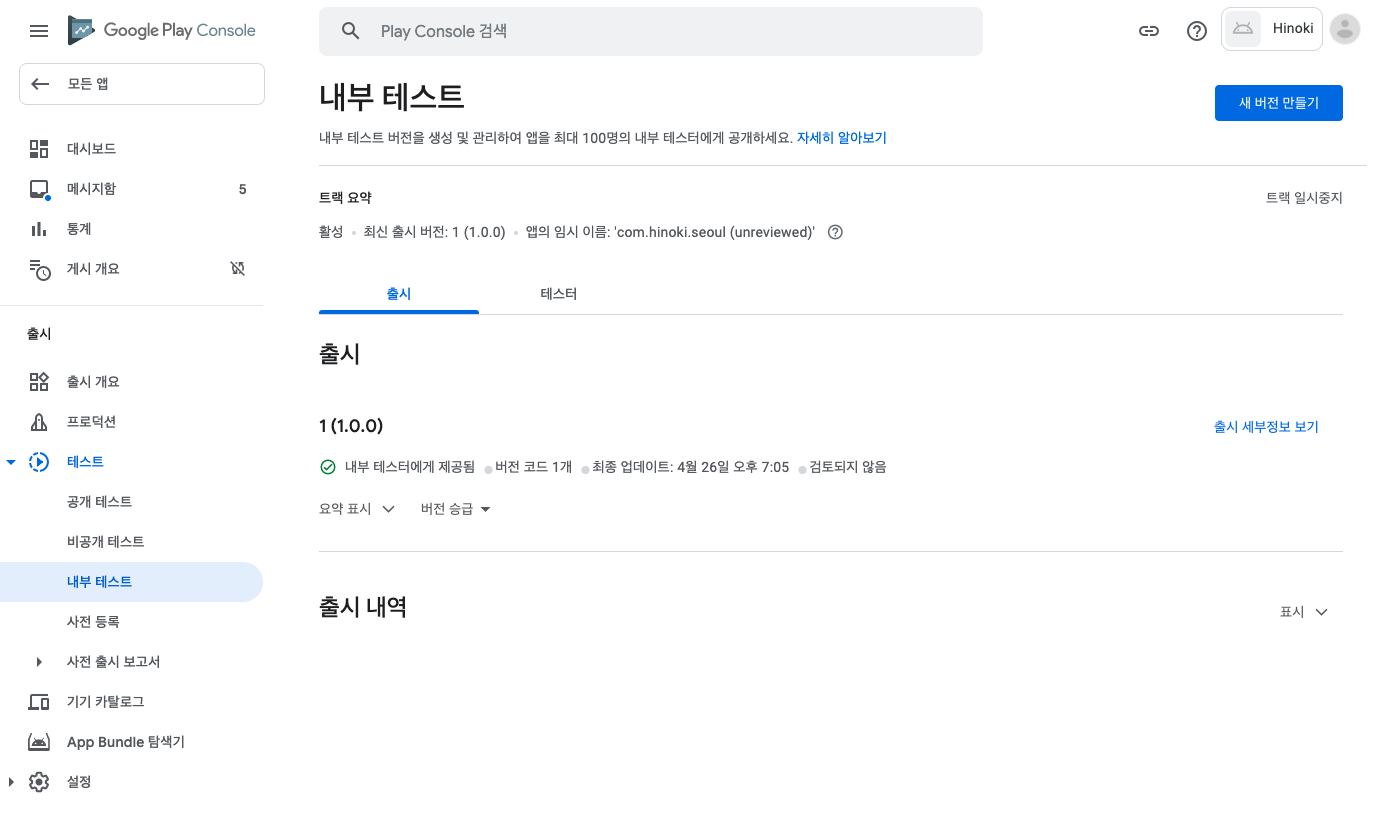 Google Play Console
Play Console 검색
Hinoki
모든 앱
대시보드
메시지함 5
통계
게시 개요
출시
출시 개요
프로덕션
테스트
공개 테스트
비공개 테스트
내부 테스트
사전 등록
사전 출시 보고서
기기 카탈로그
App Bundle 탐색기
설정
내부 테스트
새 버전 만들기
내부 테스트 버전을 생성 및 관리하여 앱을 최대 100명의 내부 테스터에게 공개하세요. 자세히 알아보기
트랙 요약
트랙 일시중지
활성 • 최신 출시 버전: 1 (1.0.0) • 앱의 임시 이름: 'com.hinoki.seoul (unreviewed)'
출시 테스터
출시
1 (1.0.0)
출시 세부정보 보기
내부 테스터에게 제공됨 • 버전 코드 1개 • 최종 업데이트: 4월 26일 오후 7:05 • 검토되지 않음
요약 표시 버전 승급
출시 내역
표시